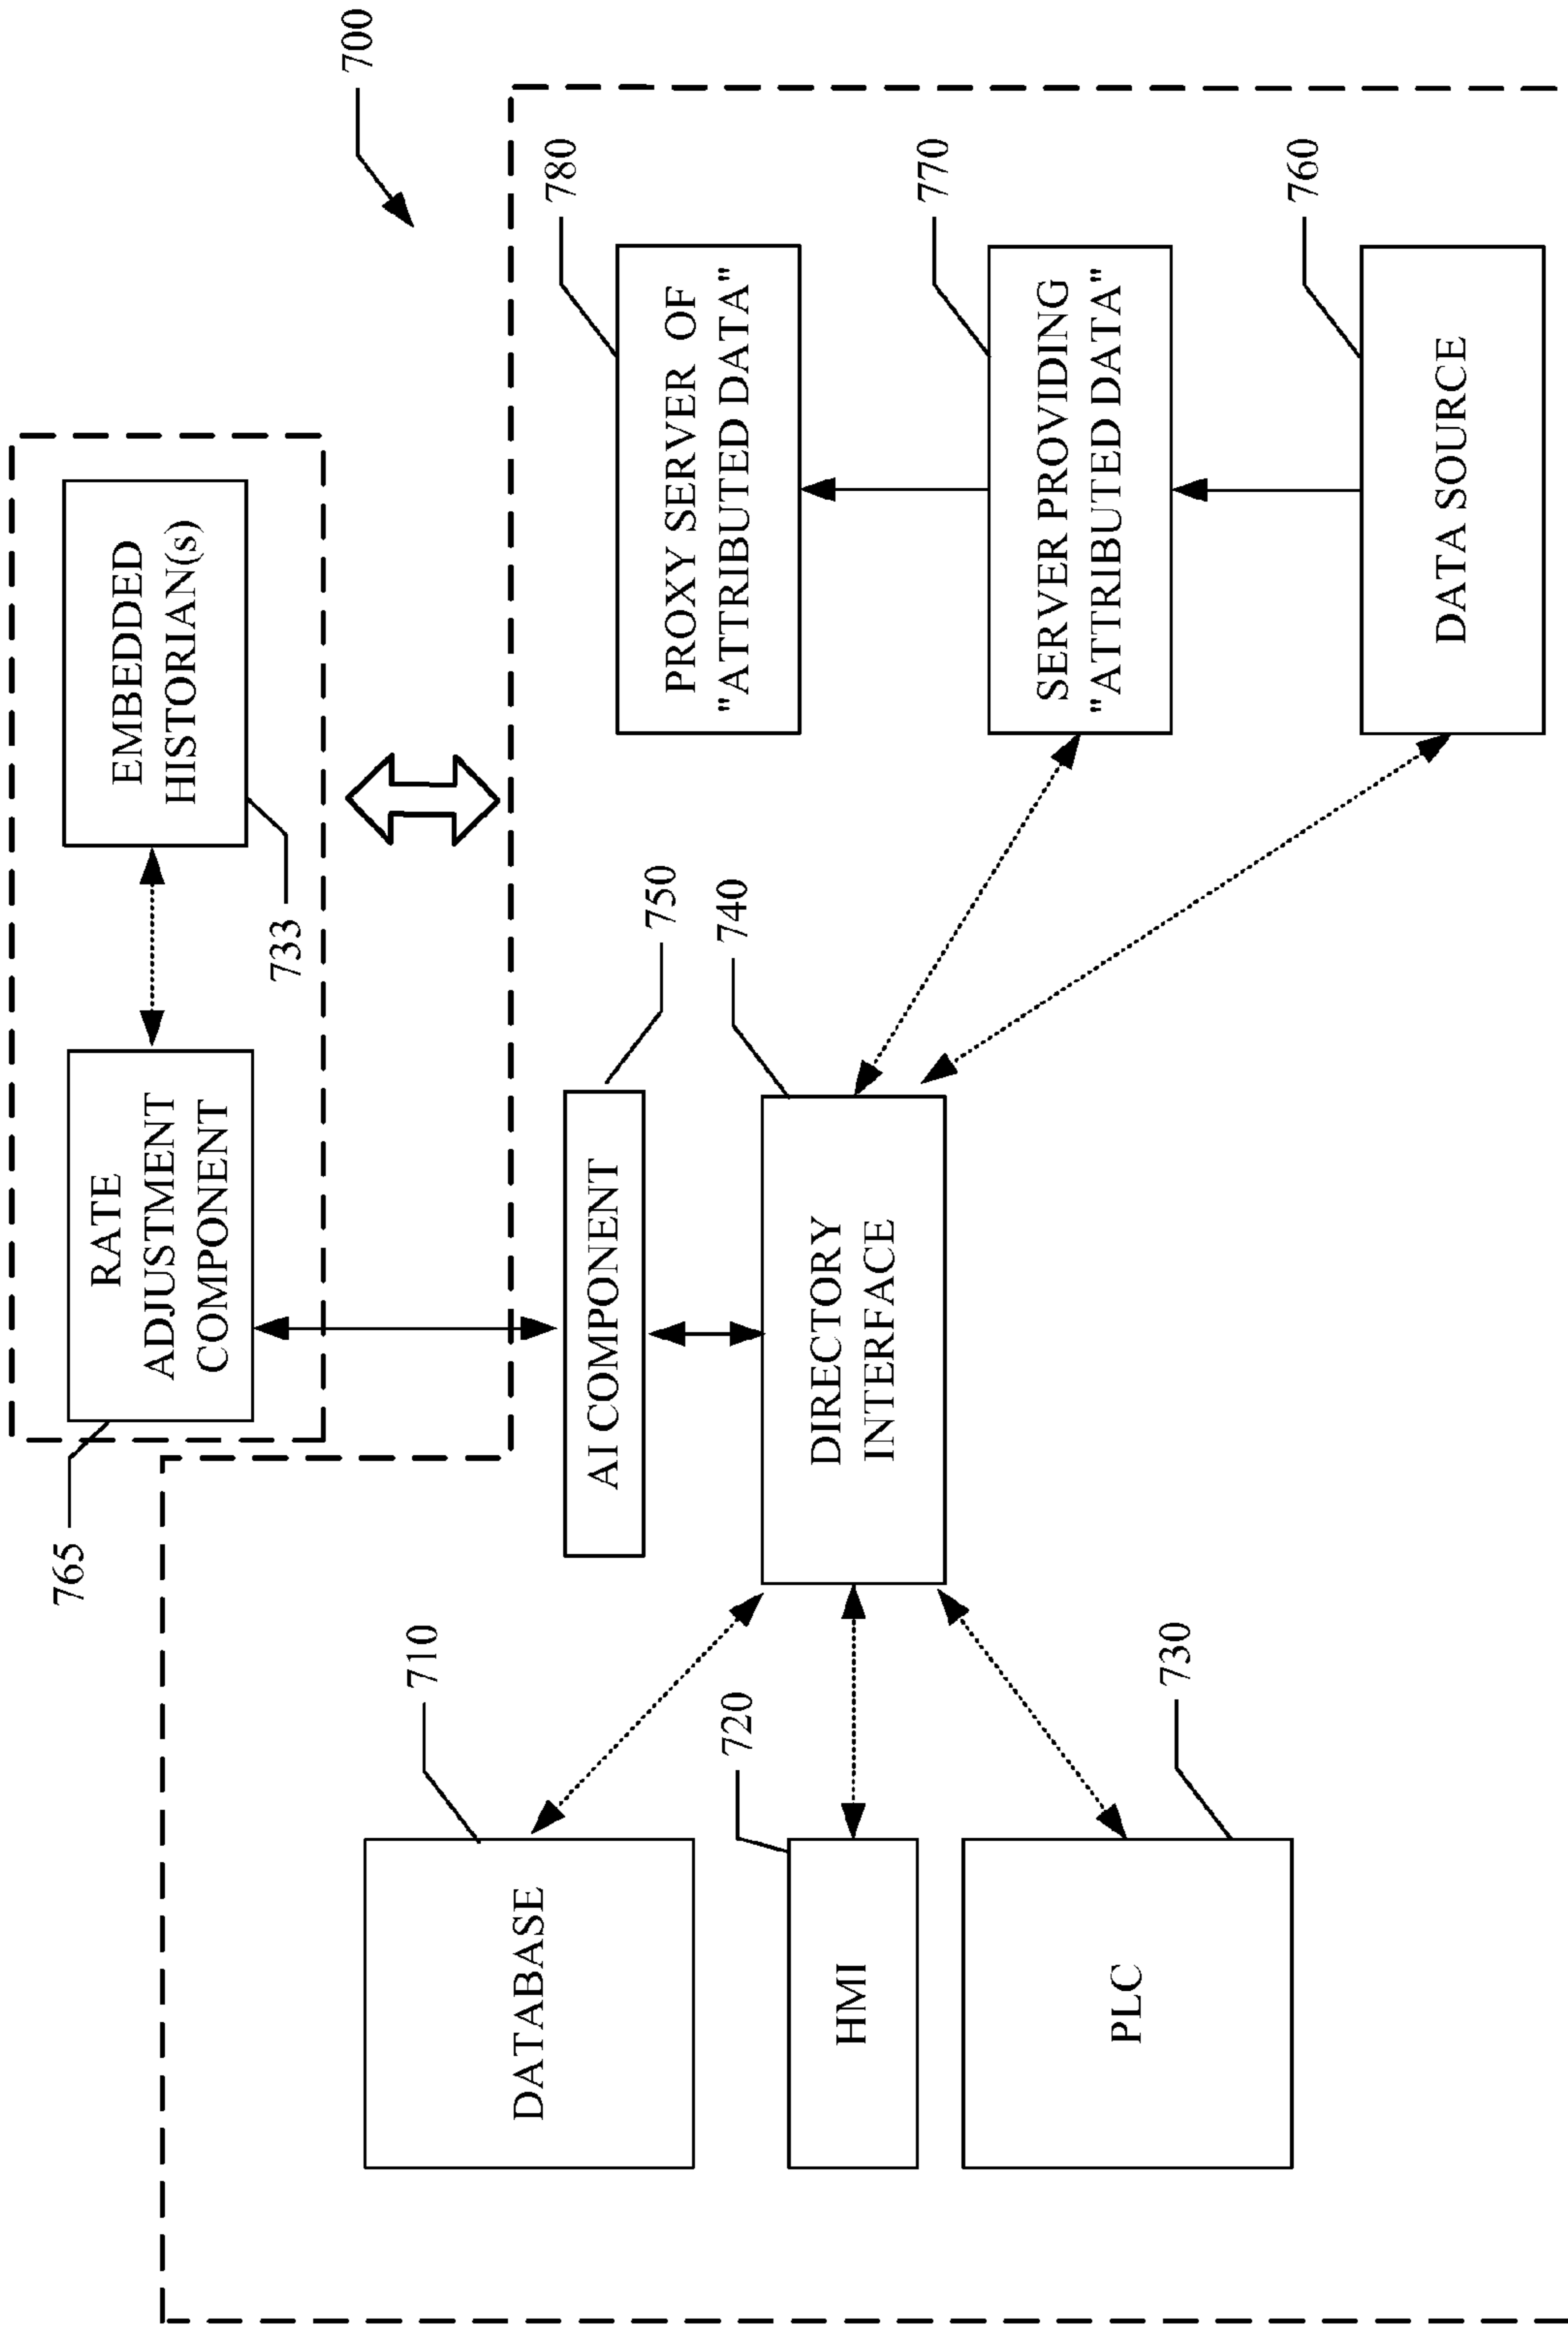 700
765
RATE
ADJUSTMENT
COMPONENT
EMBEDDED
HISTORIAN(s)
733
710
DATABASE
720
HMI
730
PLC
AI COMPONENT
750
740
DIRECTORY
INTERFACE
780
PROXY SERVER OF
"ATTRIBUTED DATA"
770
SERVER PROVIDING
"ATTRIBUTED DATA"
760
DATA SOURCE